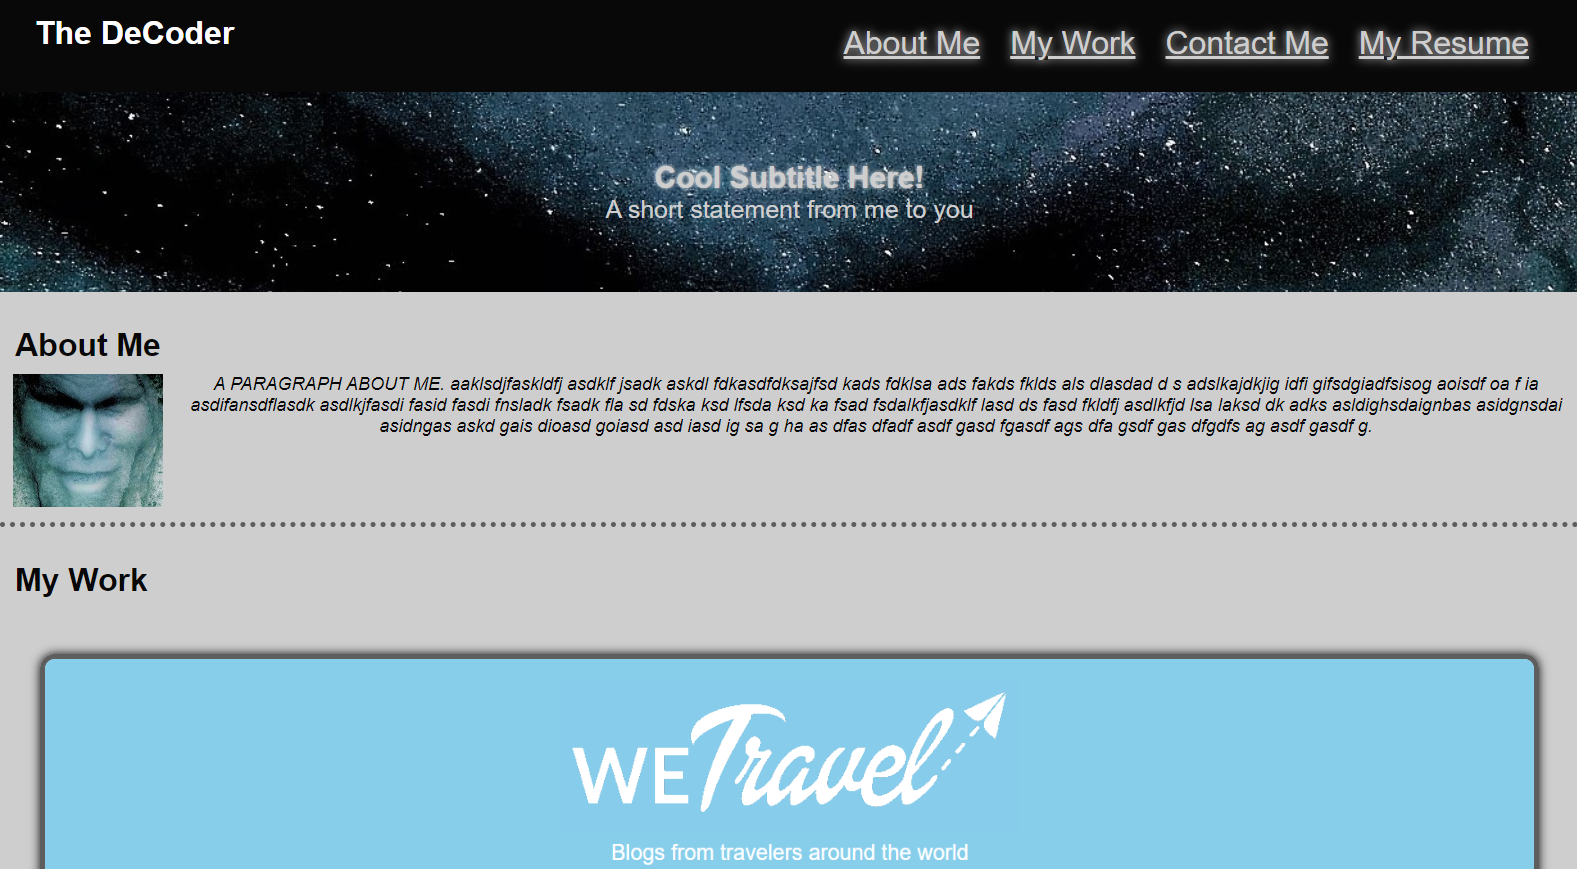 The DeCoder
About Me My Work Contact Me My Resume
Cool Subtitle Here!
A short statement from me to you
About Me
A PARAGRAPH ABOUT ME. aaklsdjfaskldfj asdklf jsadk askdl fdkasdfdksajfsd kads fdklsa ads fakds fklds als dlasdad d s adslkajdkjig idfi gifsdgiadfsisog aoisdf oa f ia
asdifansdflasdk asdlkjfasdi fasid fasdi fnsladk fsadk fla sd fdska ksd lfsda ksd ka fsad fsdalkfjasdklf lasd ds fasd fkldfj asdlkfjd lsa laksd dk adks asldighsdaignbas asidgnsdai
asidngas askd gais dioasd goiasd asd iasd ig sa g ha as dfas dfadf asdf gasd fgasdf ags dfa gsdf gas dfgdfs ag asdf gasdf g.
My Work
WE Travel
Blogs from travelers around the world